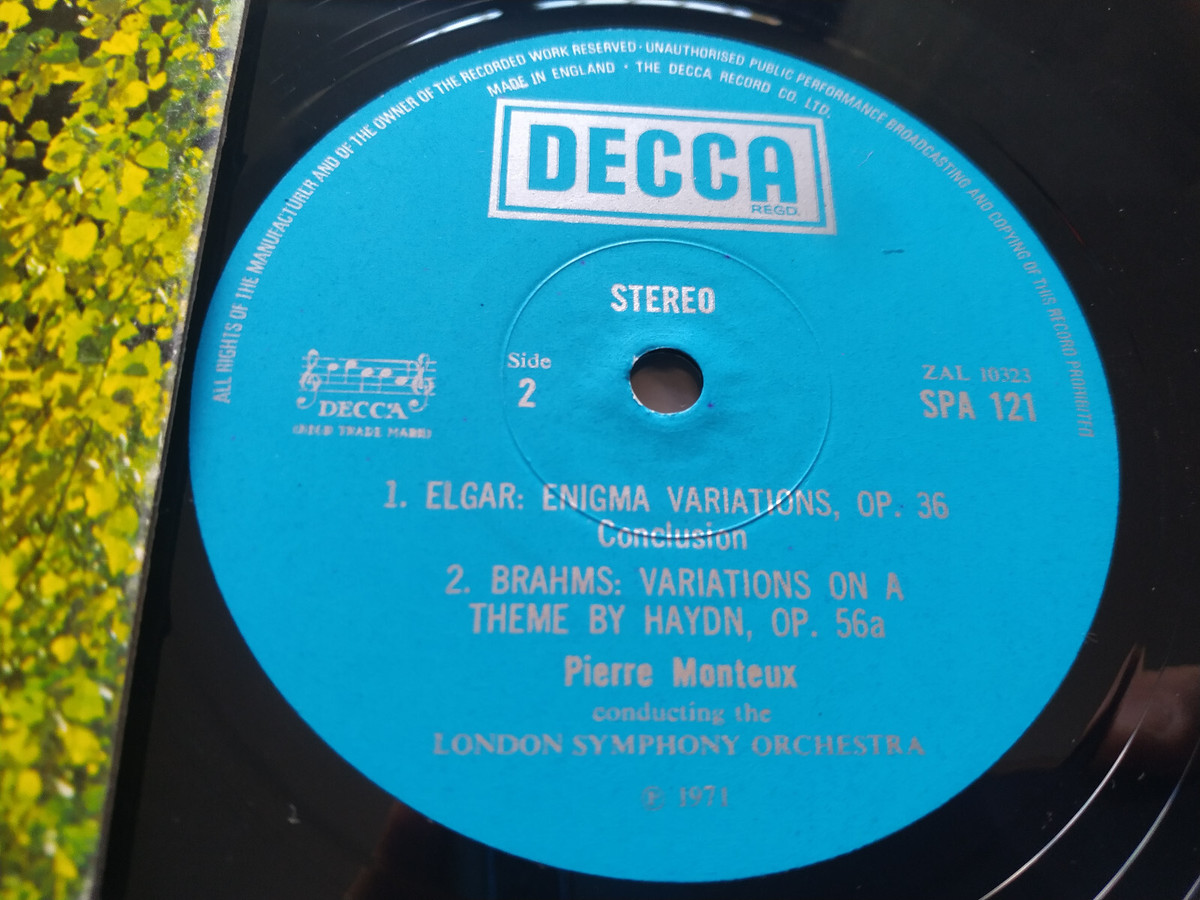 ALL RIGHTS OF THE MANUFACTURER AND OF THE OWNER OF THE RECORDED WORK RESERVED · UNAUTHORISED PUBLIC PERFORMANCE BROADCASTING AND COPYING OF THIS RECORD PROHIBITED
MADE IN ENGLAND · THE DECCA RECORD CO. LTD.
DECCA
REGD.
STEREO
Side
2
DECCA
(REGD TRADE MARK)
ZAL 10323
SPA 121
1. ELGAR: ENIGMA VARIATIONS, OP. 36
Conclusion
2. BRAHMS: VARIATIONS ON A
THEME BY HAYDN, OP. 56a
Pierre Monteux
conducting the
LONDON SYMPHONY ORCHESTRA
℗ 1971